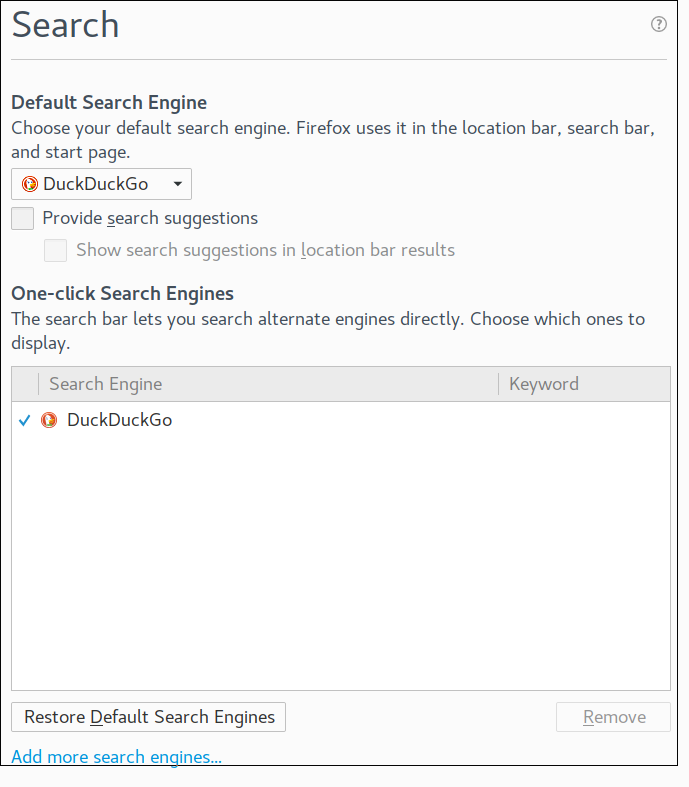 Search
Default Search Engine
Choose your default search engine. Firefox uses it in the location bar, search bar,
and start page.
DuckDuckGo
Provide search suggestions
Show search suggestions in location bar results
One-click Search Engines
The search bar lets you search alternate engines directly. Choose which ones to
display.
Search Engine Keyword
DuckDuckGo
Restore Default Search Engines Remove
Add more search engines...